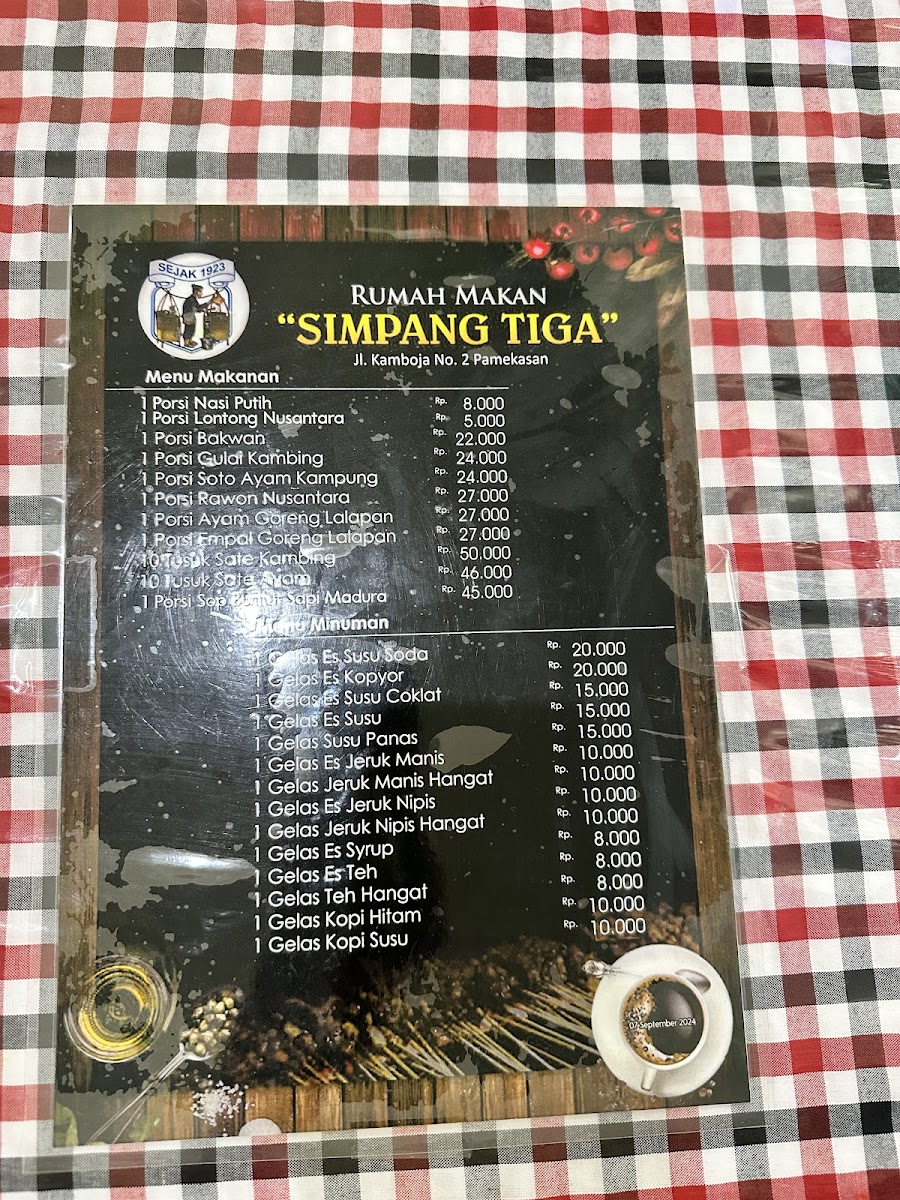 SEJAK 1923
RUMAH MAKAN
“SIMPANG TIGA”
Jl. Kamboja No. 2 Pamekasan
Menu Makanan
1 Porsi Nasi Putih Rp. 8.000
1 Porsi Lontong Nusantara Rp. 5.000
1 Porsi Bakwan Rp. 22.000
1 Porsi Gulai Kambing Rp. 24.000
1 Porsi Soto Ayam Kampung Rp. 24.000
1 Porsi Rawon Nusantara Rp. 27.000
1 Porsi Ayam Goreng Lalapan Rp. 27.000
1 Porsi Empal Goreng Lalapan Rp. 27.000
10 Tusuk Sate Kambing Rp. 50.000
10 Tusuk Sate Ayam Rp. 46.000
1 Porsi Sop Buntut Sapi Madura Rp. 45.000
Menu Minuman
1 Gelas Es Susu Soda Rp. 20.000
1 Gelas Es Kopyor Rp. 20.000
1 Gelas Es Susu Coklat Rp. 15.000
1 Gelas Es Susu Rp. 15.000
1 Gelas Susu Panas Rp. 15.000
1 Gelas Es Jeruk Manis Rp. 10.000
1 Gelas Jeruk Manis Hangat Rp. 10.000
1 Gelas Es Jeruk Nipis Rp. 10.000
1 Gelas Jeruk Nipis Hangat Rp. 10.000
1 Gelas Es Syrup Rp. 8.000
1 Gelas Es Teh Rp. 8.000
1 Gelas Teh Hangat Rp. 8.000
1 Gelas Kopi Hitam Rp. 10.000
1 Gelas Kopi Susu Rp. 10.000
07 September 2024